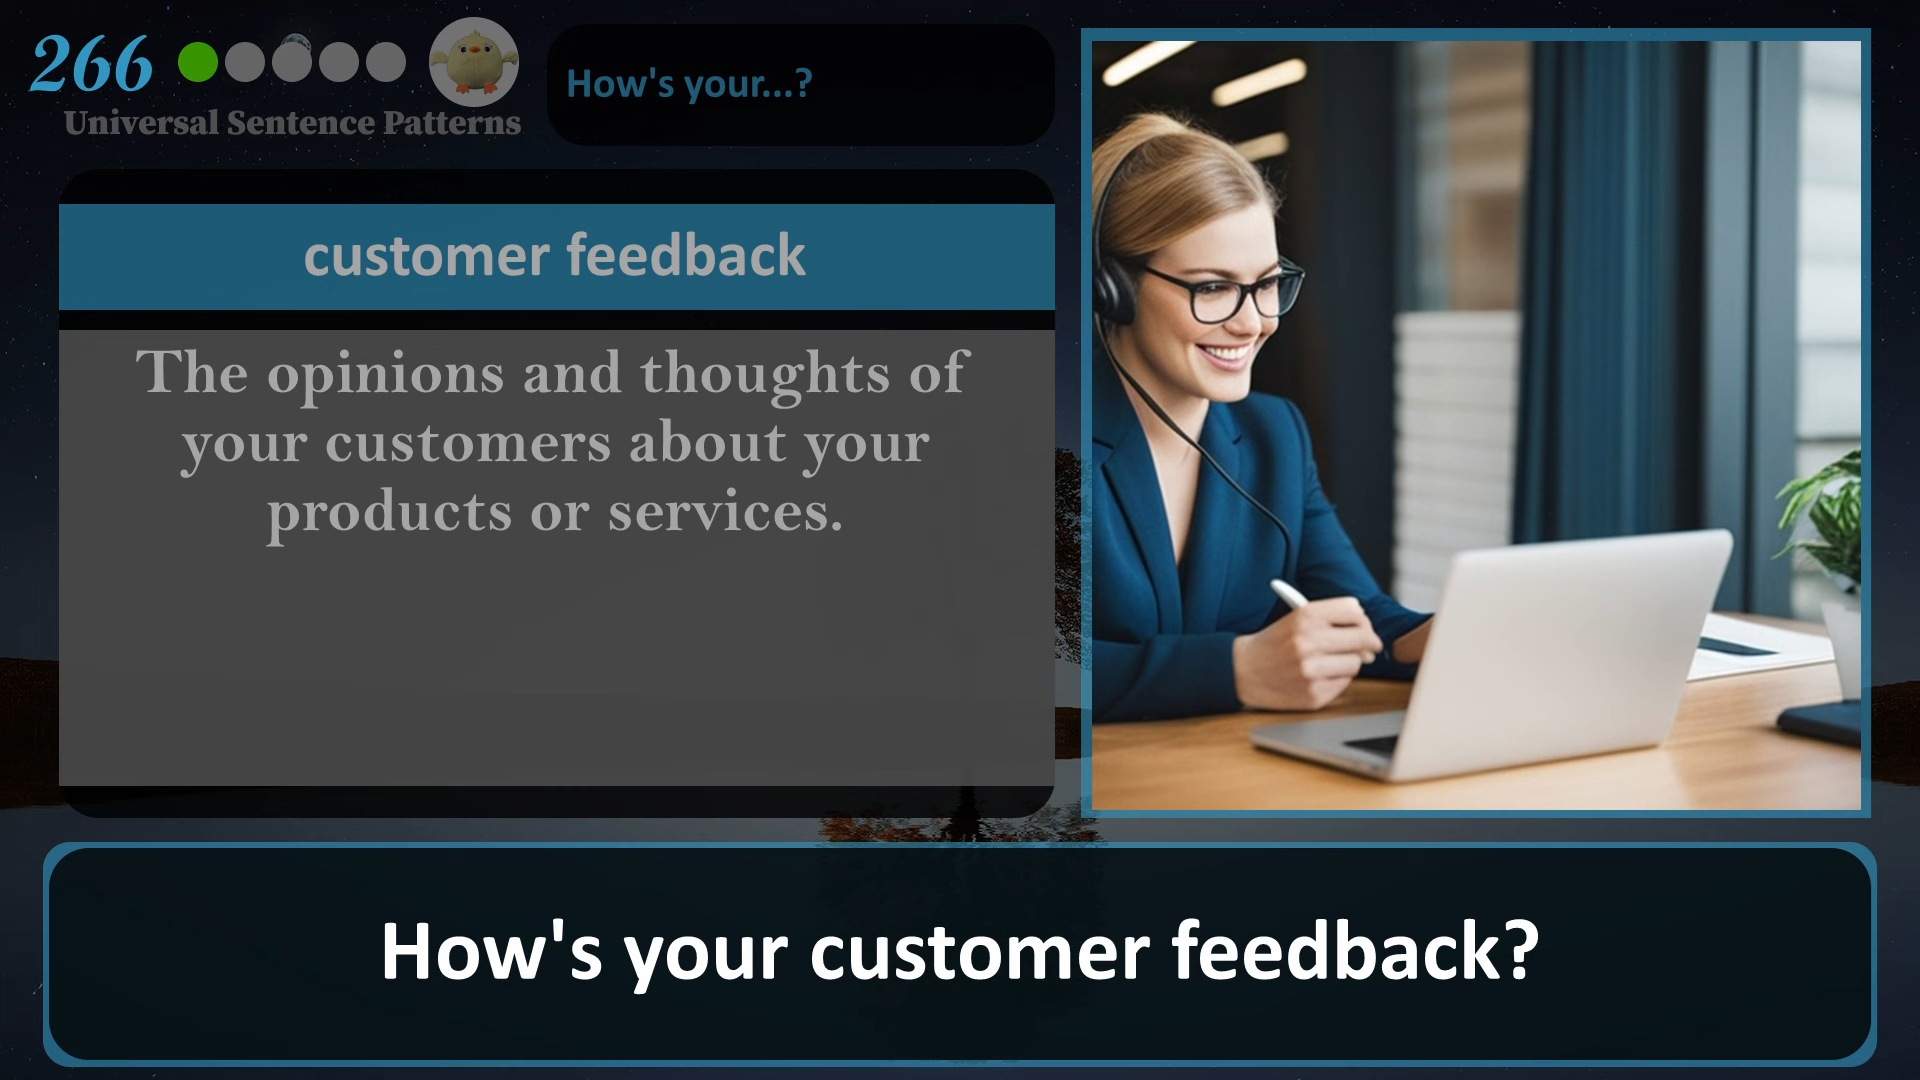 266
Universal Sentence Patterns
How's your...?
customer feedback
The opinions and thoughts of
your customers about your
products or services.
How's your customer feedback?